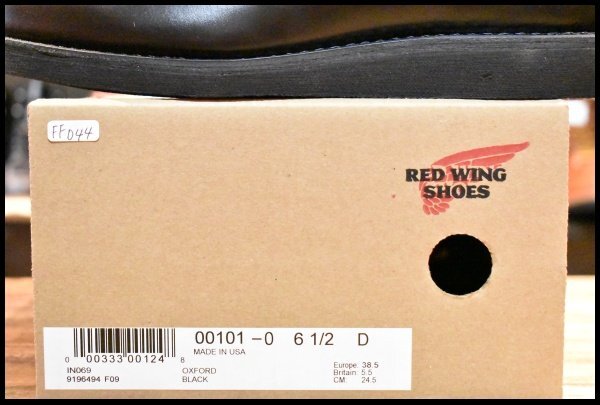 FF044
RED WING
SHOES
00101-0 6 1/2 D
MADE IN USA
0 00333 00124 8
IN069 OXFORD Europe: 38.5
9196494 F09 BLACK Britain: 5.5
CM: 24.5